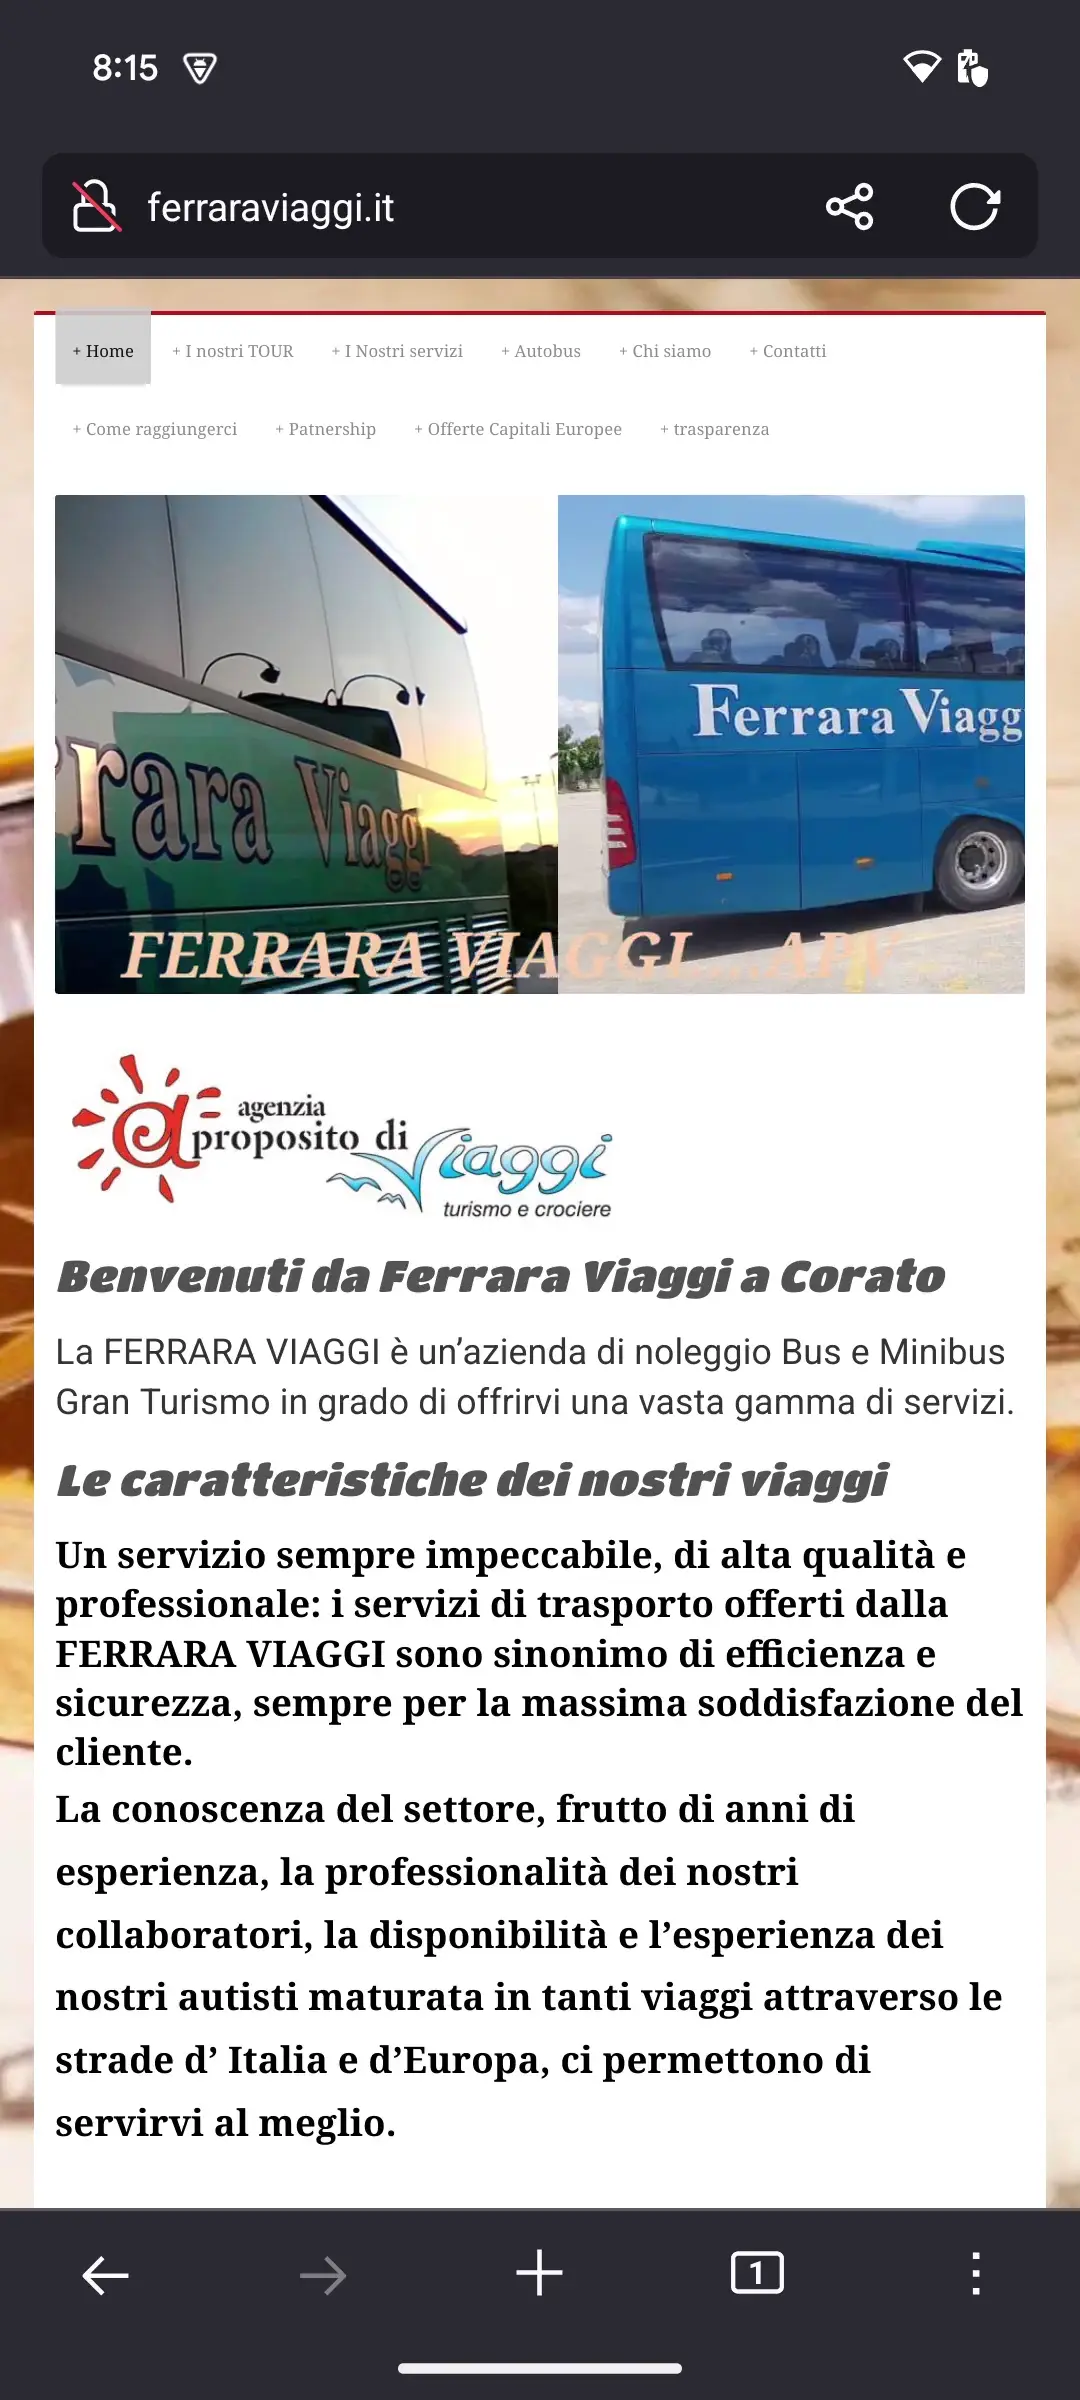 8:15
ferraraviaggi.it
+ Home
+ I nostri TOUR
+ I Nostri servizi
+ Autobus
+ Chi siamo
+ Contatti
+ Come raggiungerci
+ Patnership
+ Offerte Capitali Europee
+ trasparenza
rara Viaggi
Ferrara Viagg
FERRARA VIAGGI....APV
agenzia
a proposito di
Viaggi
turismo e crociere
Benvenuti da Ferrara Viaggi a Corato
La FERRARA VIAGGI è un’azienda di noleggio Bus e Minibus
Gran Turismo in grado di offrirvi una vasta gamma di servizi.
Le caratteristiche dei nostri viaggi
Un servizio sempre impeccabile, di alta qualità e
professionale: i servizi di trasporto offerti dalla
FERRARA VIAGGI sono sinonimo di efficienza e
sicurezza, sempre per la massima soddisfazione del
cliente.
La conoscenza del settore, frutto di anni di
esperienza, la professionalità dei nostri
collaboratori, la disponibilità e l’esperienza dei
nostri autisti maturata in tanti viaggi attraverso le
strade d’ Italia e d’Europa, ci permettono di
servirvi al meglio.
1